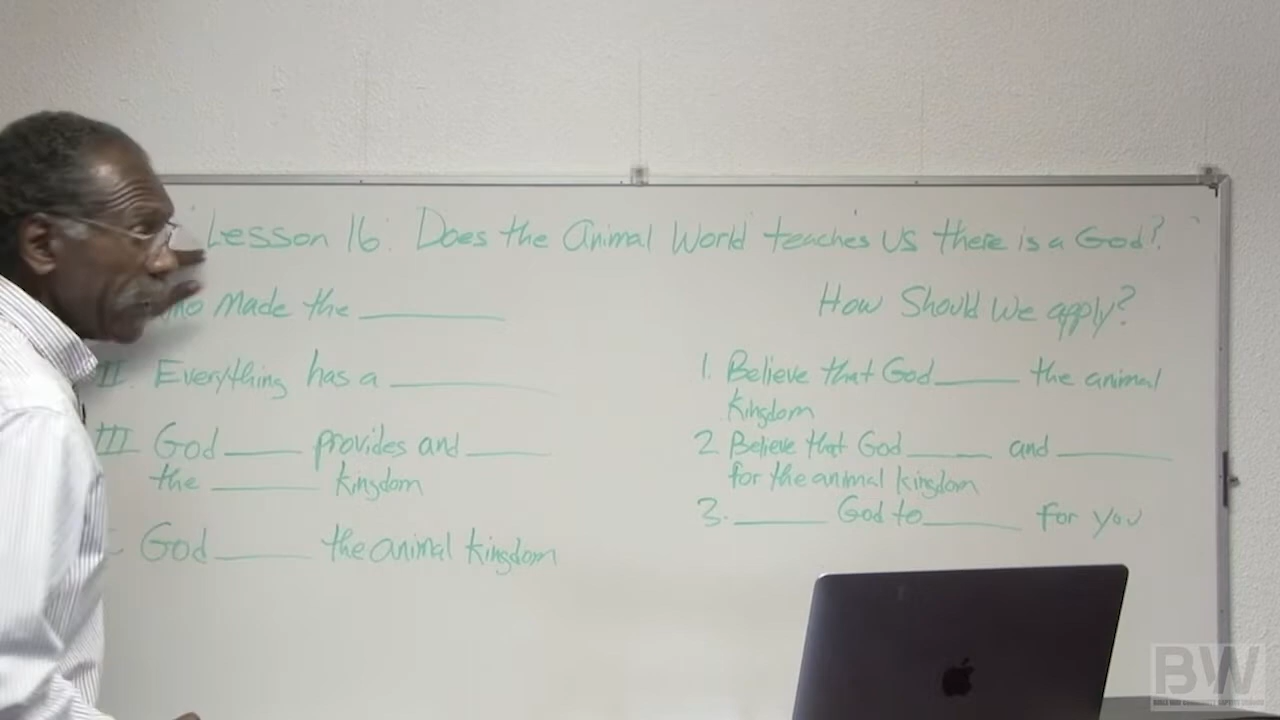 Lesson 16: Does the Animal World teaches us there is a God?
Made the ______
II. Everything has a ______
III God ______ provides and ______
the ______ kingdom
God ______ the animal kingdom
How Should We apply?
1. Believe that God ______ the animal
kingdom
2. Believe that God ______ and ______
for the animal kingdom
3. ______ God to ______ for you
BW